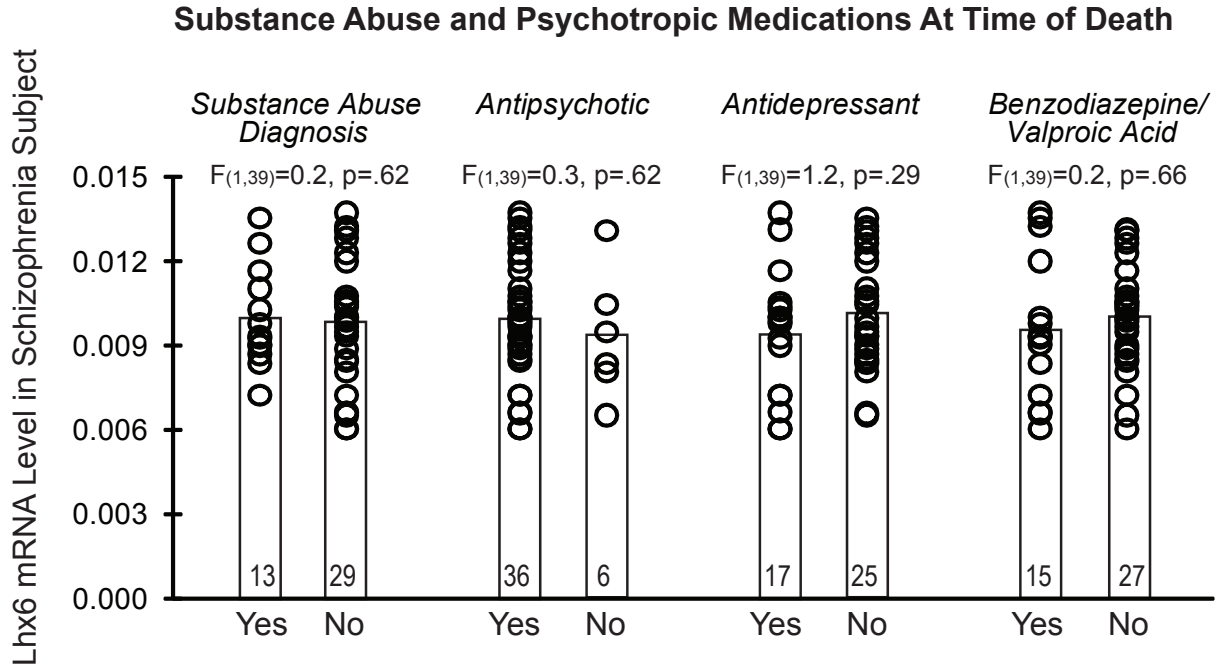 Substance Abuse and Psychotropic Medications At Time of Death
Lhx6 mRNA Level in Schizophrenia Subject
Substance Abuse
Diagnosis
Antipsychotic
Antidepressant
Benzodiazepine/
Valproic Acid
F(1,39)=0.2, p=.62
F(1,39)=0.3, p=.62
F(1,39)=1.2, p=.29
F(1,39)=0.2, p=.66
0.015
0.012
0.009
0.006
0.003
0.000
13
29
36
6
17
25
15
27
Yes
No
Yes
No
Yes
No
Yes
No